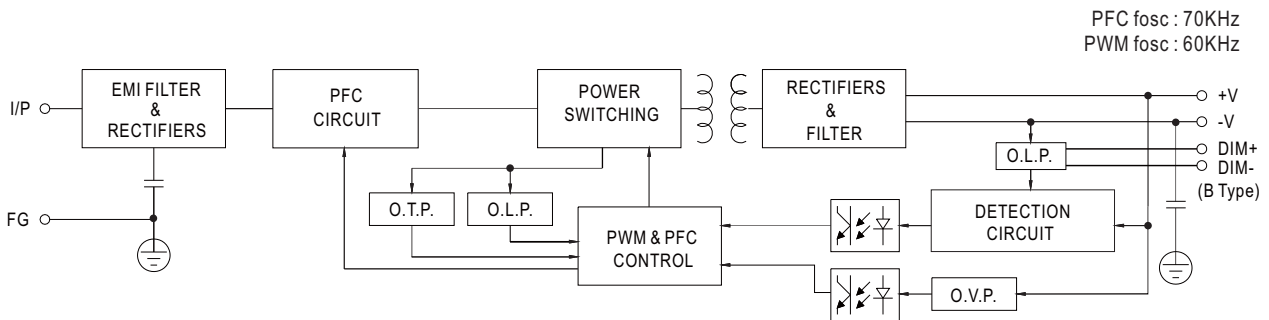 PFC fosc : 70KHz
PWM fosc : 60KHz
I/P
EMI FILTER
&
RECTIFIERS
PFC
CIRCUIT
POWER
SWITCHING
RECTIFIERS
&
FILTER
+V
-V
DIM+
DIM-
(B Type)
O.L.P.
O.T.P.
O.L.P.
FG
PWM & PFC
CONTROL
DETECTION
CIRCUIT
O.V.P.